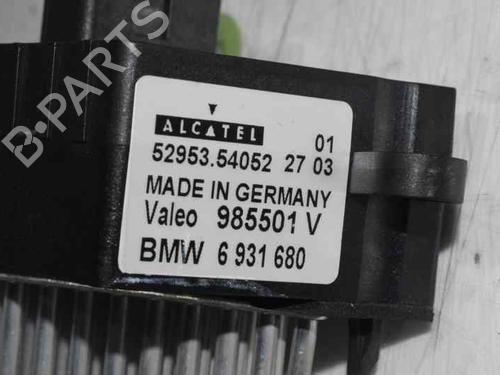 B-PARTS
ALCATEL 01
52953.54052 27 03
MADE IN GERMANY
Valeo 985501 V
BMW 6 931 680